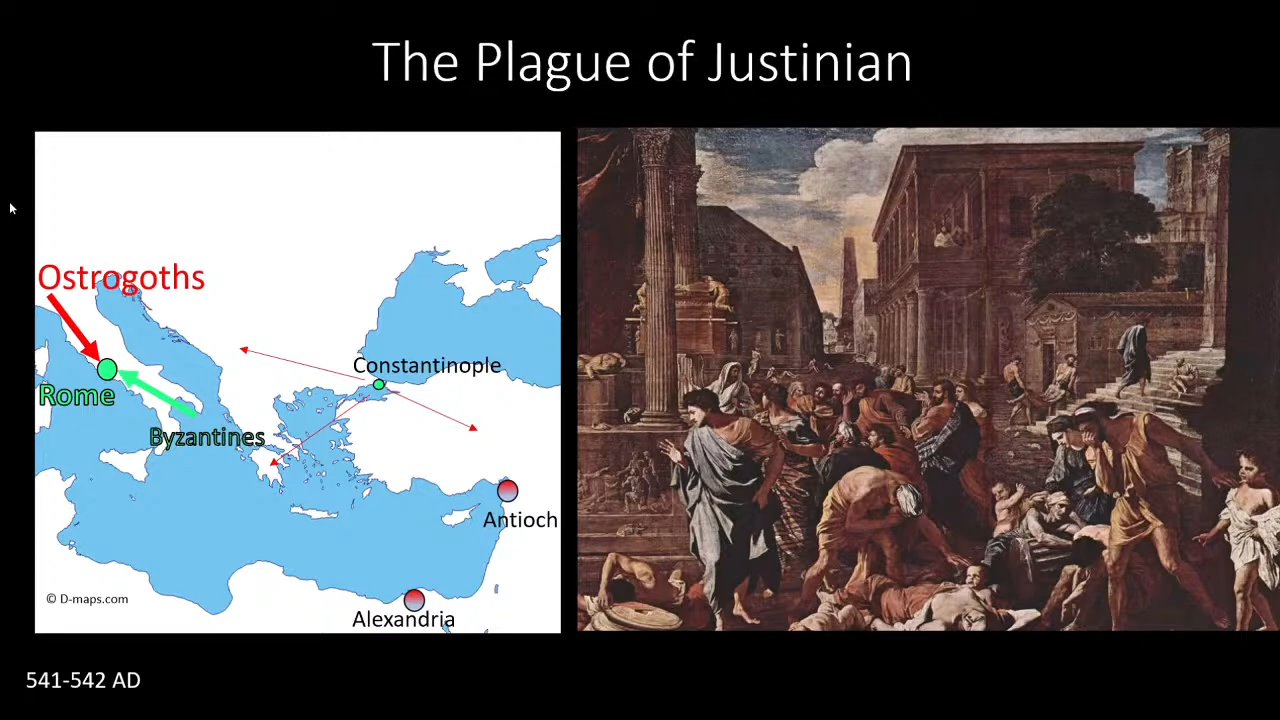 The Plague of Justinian
Ostrogoths
Constantinople
Rome
Byzantines
Antioch
© D-maps.com
Alexandria
541-542 AD